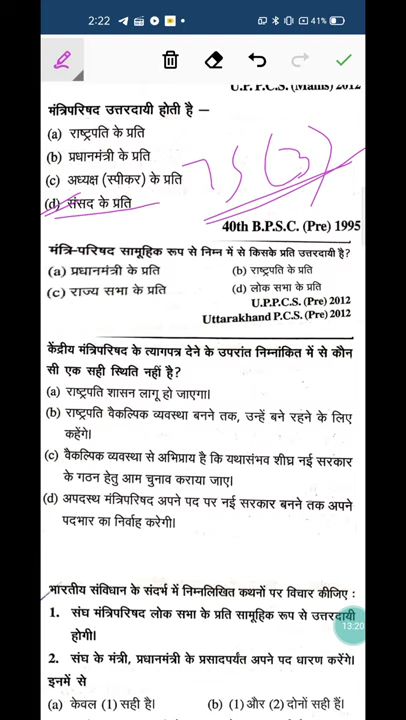 2:22
41%
U.P.P.C.S. (Mains) 2012
मंत्रिपरिषद उत्तरदायी होती है –
(a) राष्ट्रपति के प्रति
(b) प्रधानमंत्री के प्रति
(c) अध्यक्ष (स्पीकर) के प्रति
(d) संसद के प्रति
75 (3)
40th B.P.S.C. (Pre) 1995
मंत्रि-परिषद सामूहिक रूप से निम्न में से किसके प्रति उत्तरदायी है?
(a) प्रधानमंत्री के प्रति (b) राष्ट्रपति के प्रति
(c) राज्य सभा के प्रति (d) लोक सभा के प्रति
U.P.P.C.S. (Pre) 2012
Uttarakhand P.C.S. (Pre) 2012
केंद्रीय मंत्रिपरिषद के त्यागपत्र देने के उपरांत निम्नांकित में से कौन
सी एक सही स्थिति नहीं है?
(a) राष्ट्रपति शासन लागू हो जाएगा।
(b) राष्ट्रपति वैकल्पिक व्यवस्था बनने तक, उन्हें बने रहने के लिए
कहेंगे।
(c) वैकल्पिक व्यवस्था से अभिप्राय है कि यथासंभव शीघ्र नई सरकार
के गठन हेतु आम चुनाव कराया जाए।
(d) अपदस्थ मंत्रिपरिषद अपने पद पर नई सरकार बनने तक अपने
पदभार का निर्वाह करेगी।
भारतीय संविधान के संदर्भ में निम्नलिखित कथनों पर विचार कीजिए :
1. संघ मंत्रिपरिषद लोक सभा के प्रति सामूहिक रूप से उत्तरदायी
होगी।
13:20
2. संघ के मंत्री, प्रधानमंत्री के प्रसादपर्यंत अपने पद धारण करेंगे।
इनमें से
(a) केवल (1) सही है। (b) (1) और (2) दोनों सही हैं।